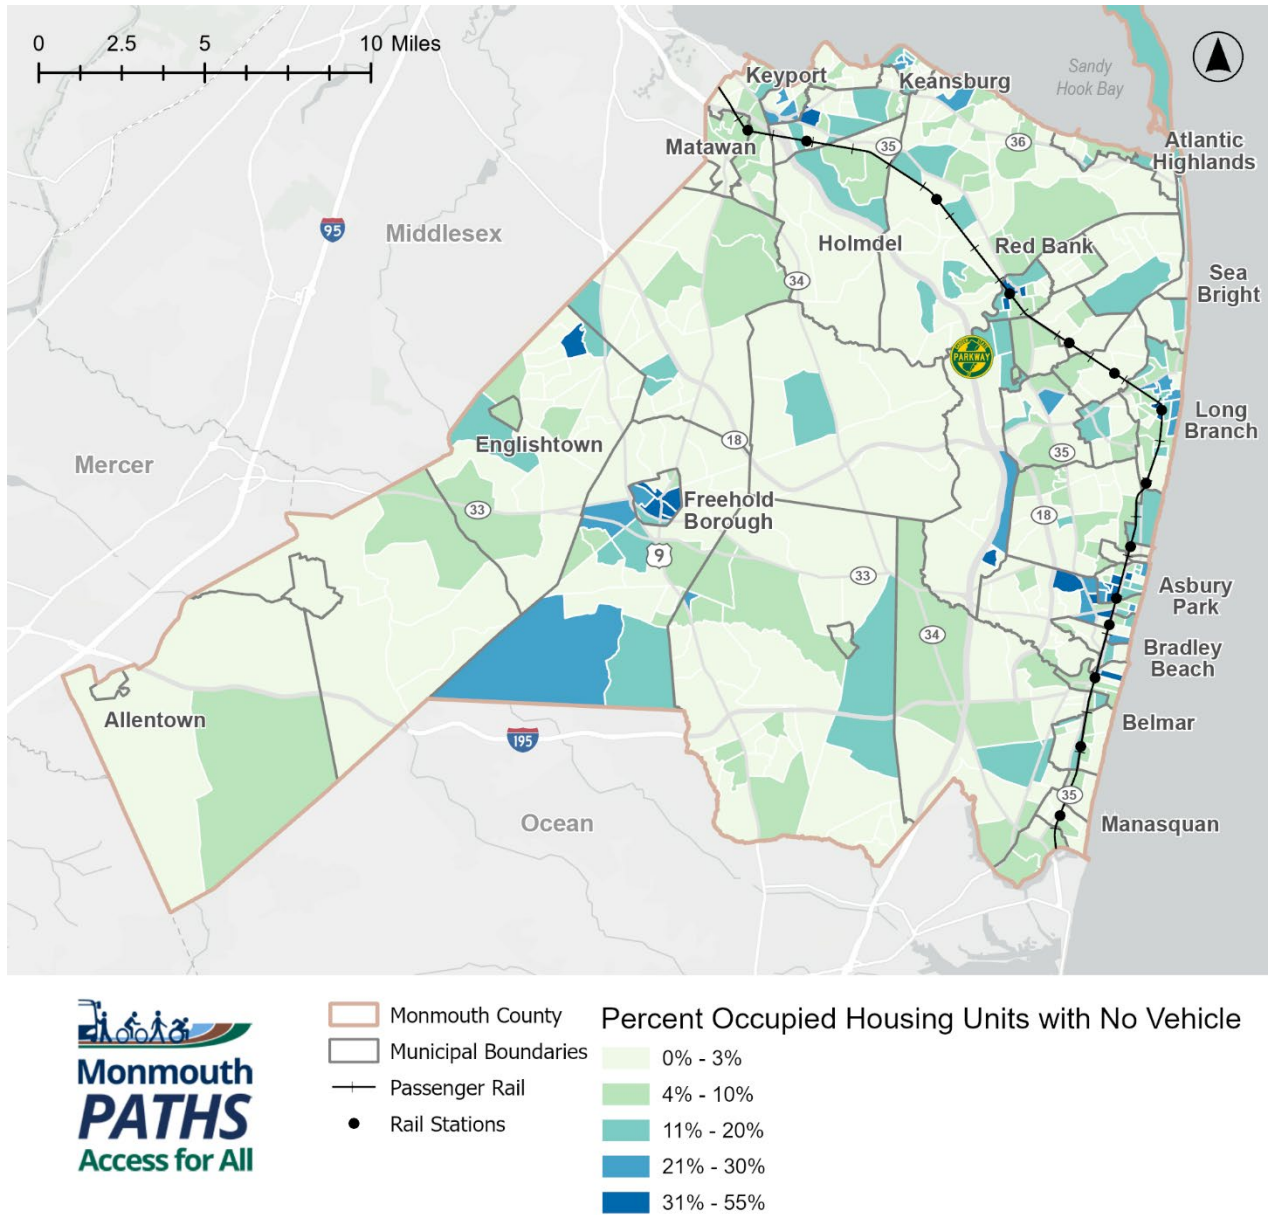 0 2.5 5 10 Miles
Keyport
Keansburg
Sandy
Hook Bay
Matawan
35
36
Atlantic
Highlands
95
Middlesex
Holmdel
Red Bank
34
Sea
Bright
PARKWAY
Englishtown
18
35
Long
Branch
Mercer
33
Freehold
Borough
18
9
33
Asbury
Park
34
Bradley
Beach
Allentown
195
Belmar
Ocean
35
Manasquan
Monmouth
PATHS
Access for All
Monmouth County
Municipal Boundaries
Passenger Rail
Rail Stations
Percent Occupied Housing Units with No Vehicle
0% - 3%
4% - 10%
11% - 20%
21% - 30%
31% - 55%